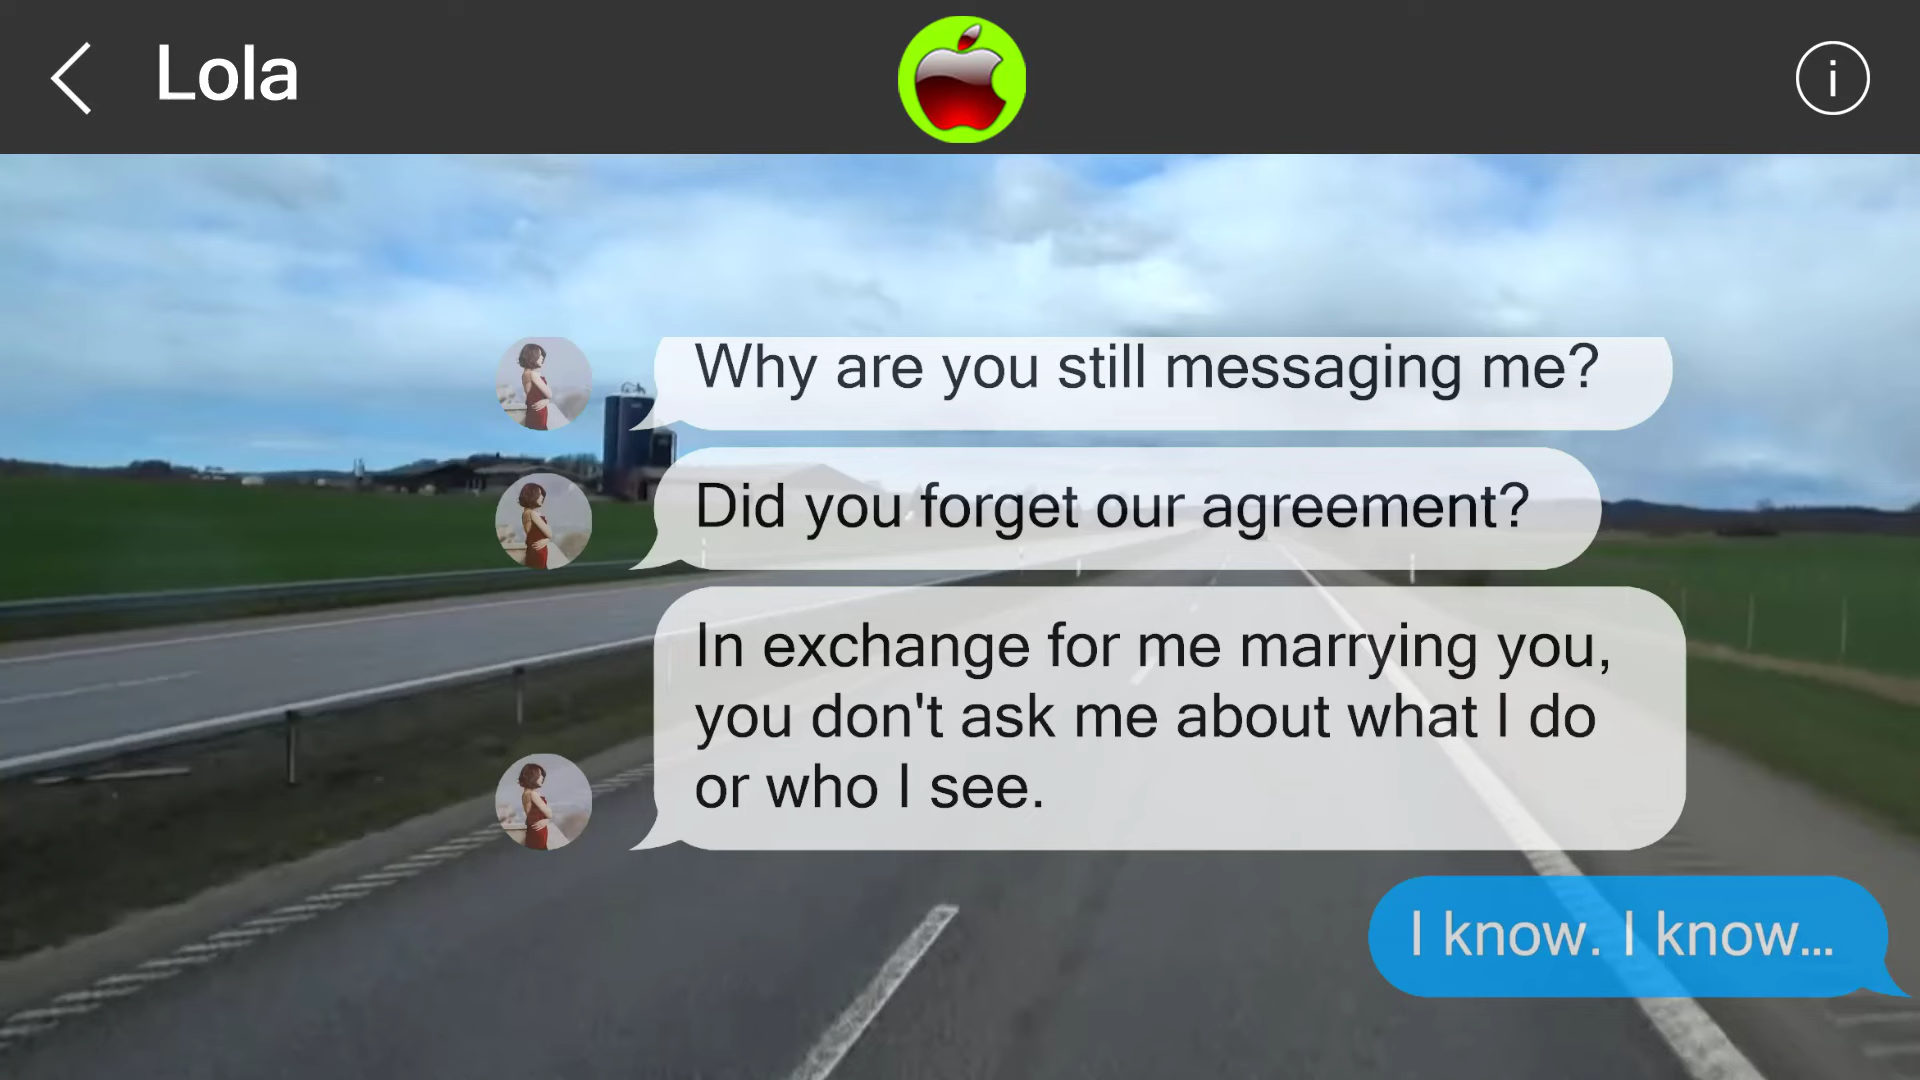 Lola
i
Why are you still messaging me?
Did you forget our agreement?
In exchange for me marrying you,
you don't ask me about what I do
or who I see.
I know. I know...